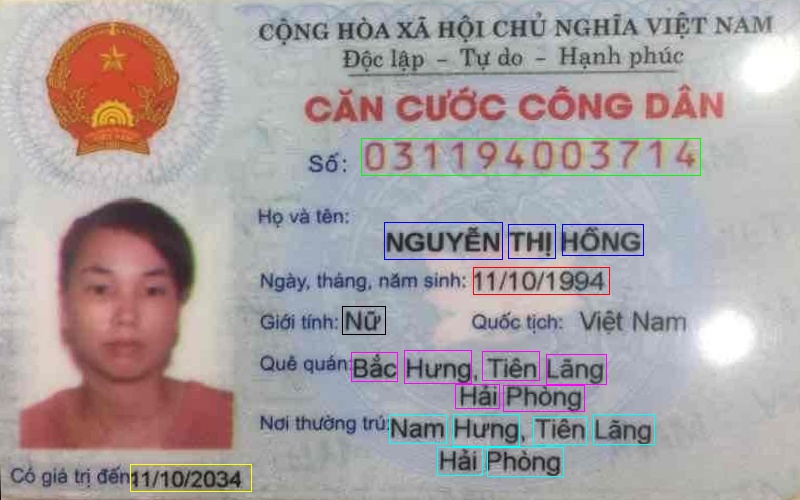 CỘNG HÒA XÃ HỘI CHỦ NGHĨA VIỆT NAM
Độc lập - Tự do - Hạnh phúc
CĂN CƯỚC CÔNG DÂN
Số: 031194003714
Họ và tên:
NGUYỄN THỊ HỒNG
Ngày, tháng, năm sinh: 11/10/1994
Giới tính: Nữ Quốc tịch: Việt Nam
Quê quán: Bắc Hưng, Tiên Lãng
Hải Phòng
Nơi thường trú: Nam Hưng, Tiên Lãng
Hải Phòng
Có giá trị đến 11/10/2034